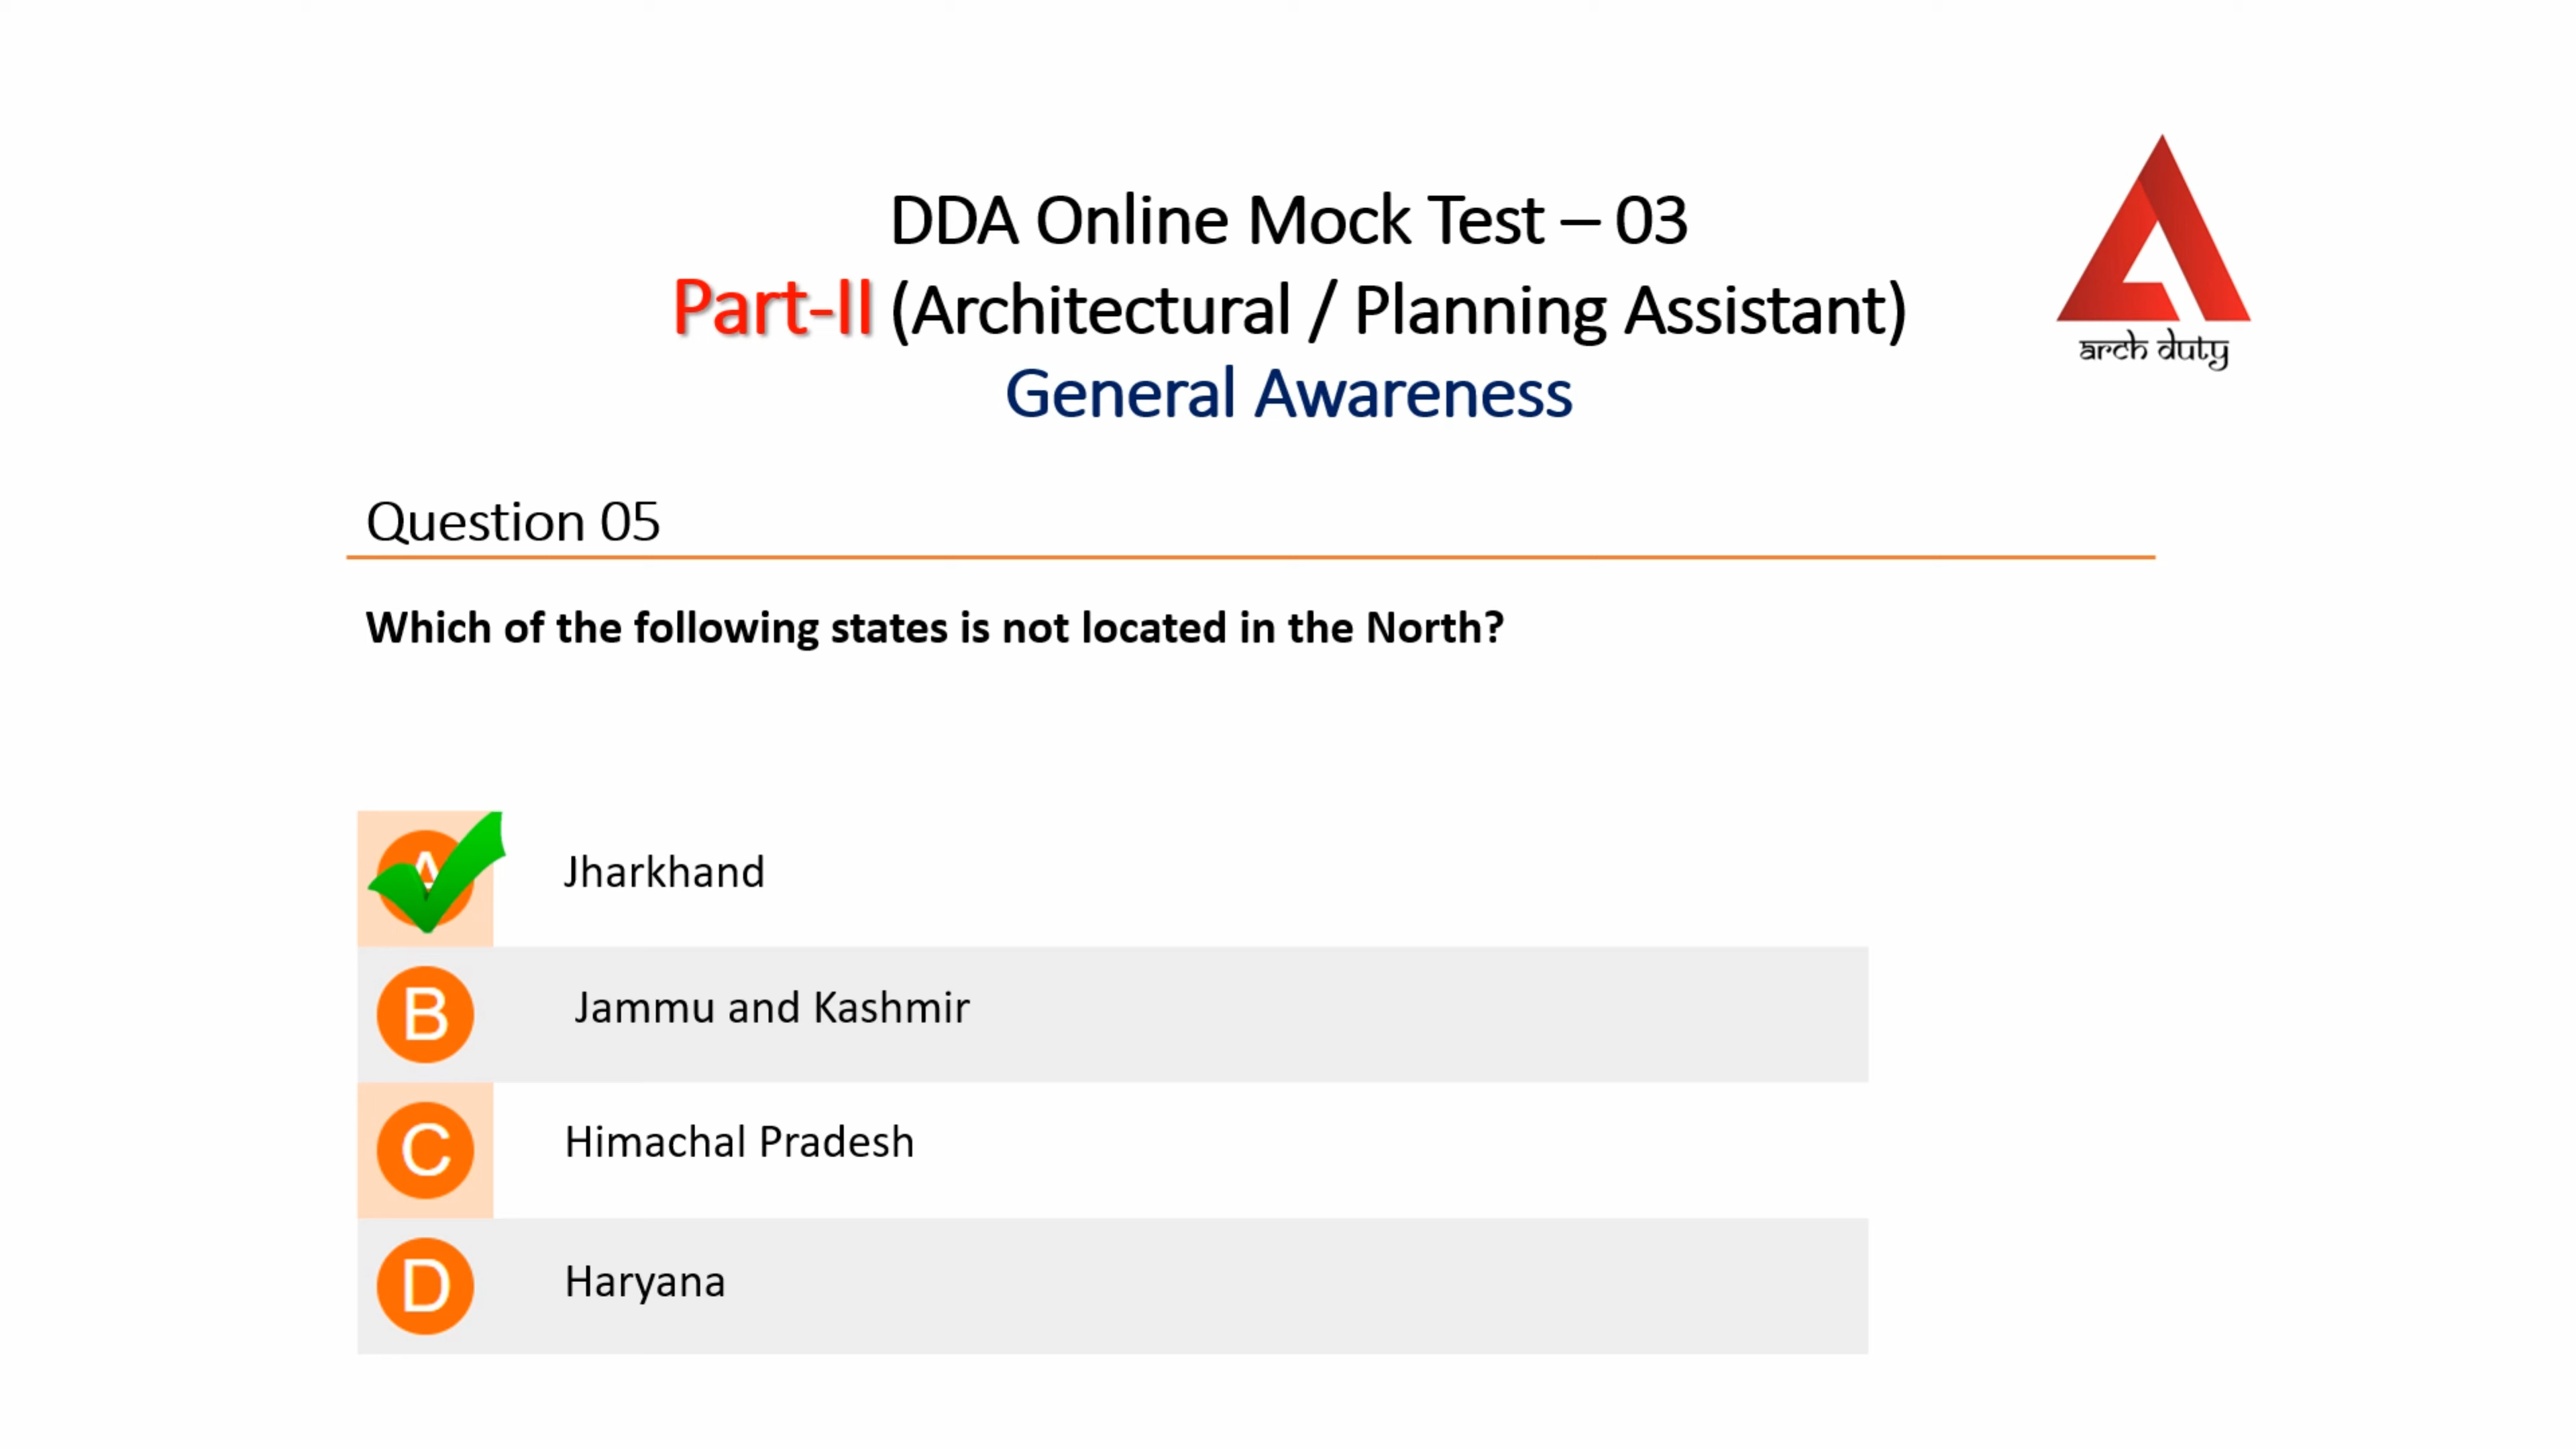 DDA Online Mock Test – 03
Part-II (Architectural / Planning Assistant)
General Awareness
arch duty
Question 05
Which of the following states is not located in the North?
A Jharkhand
B Jammu and Kashmir
C Himachal Pradesh
D Haryana